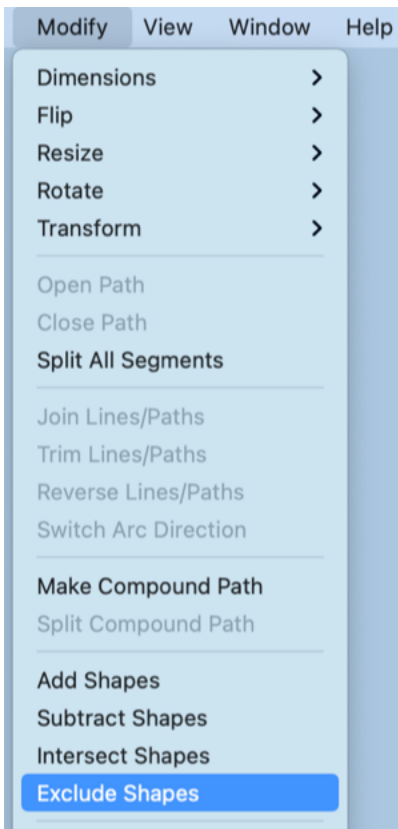 Modify View Window Help
Dimensions
Flip
Resize
Rotate
Transform
Open Path
Close Path
Split All Segments
Join Lines/Paths
Trim Lines/Paths
Reverse Lines/Paths
Switch Arc Direction
Make Compound Path
Split Compound Path
Add Shapes
Subtract Shapes
Intersect Shapes
Exclude Shapes